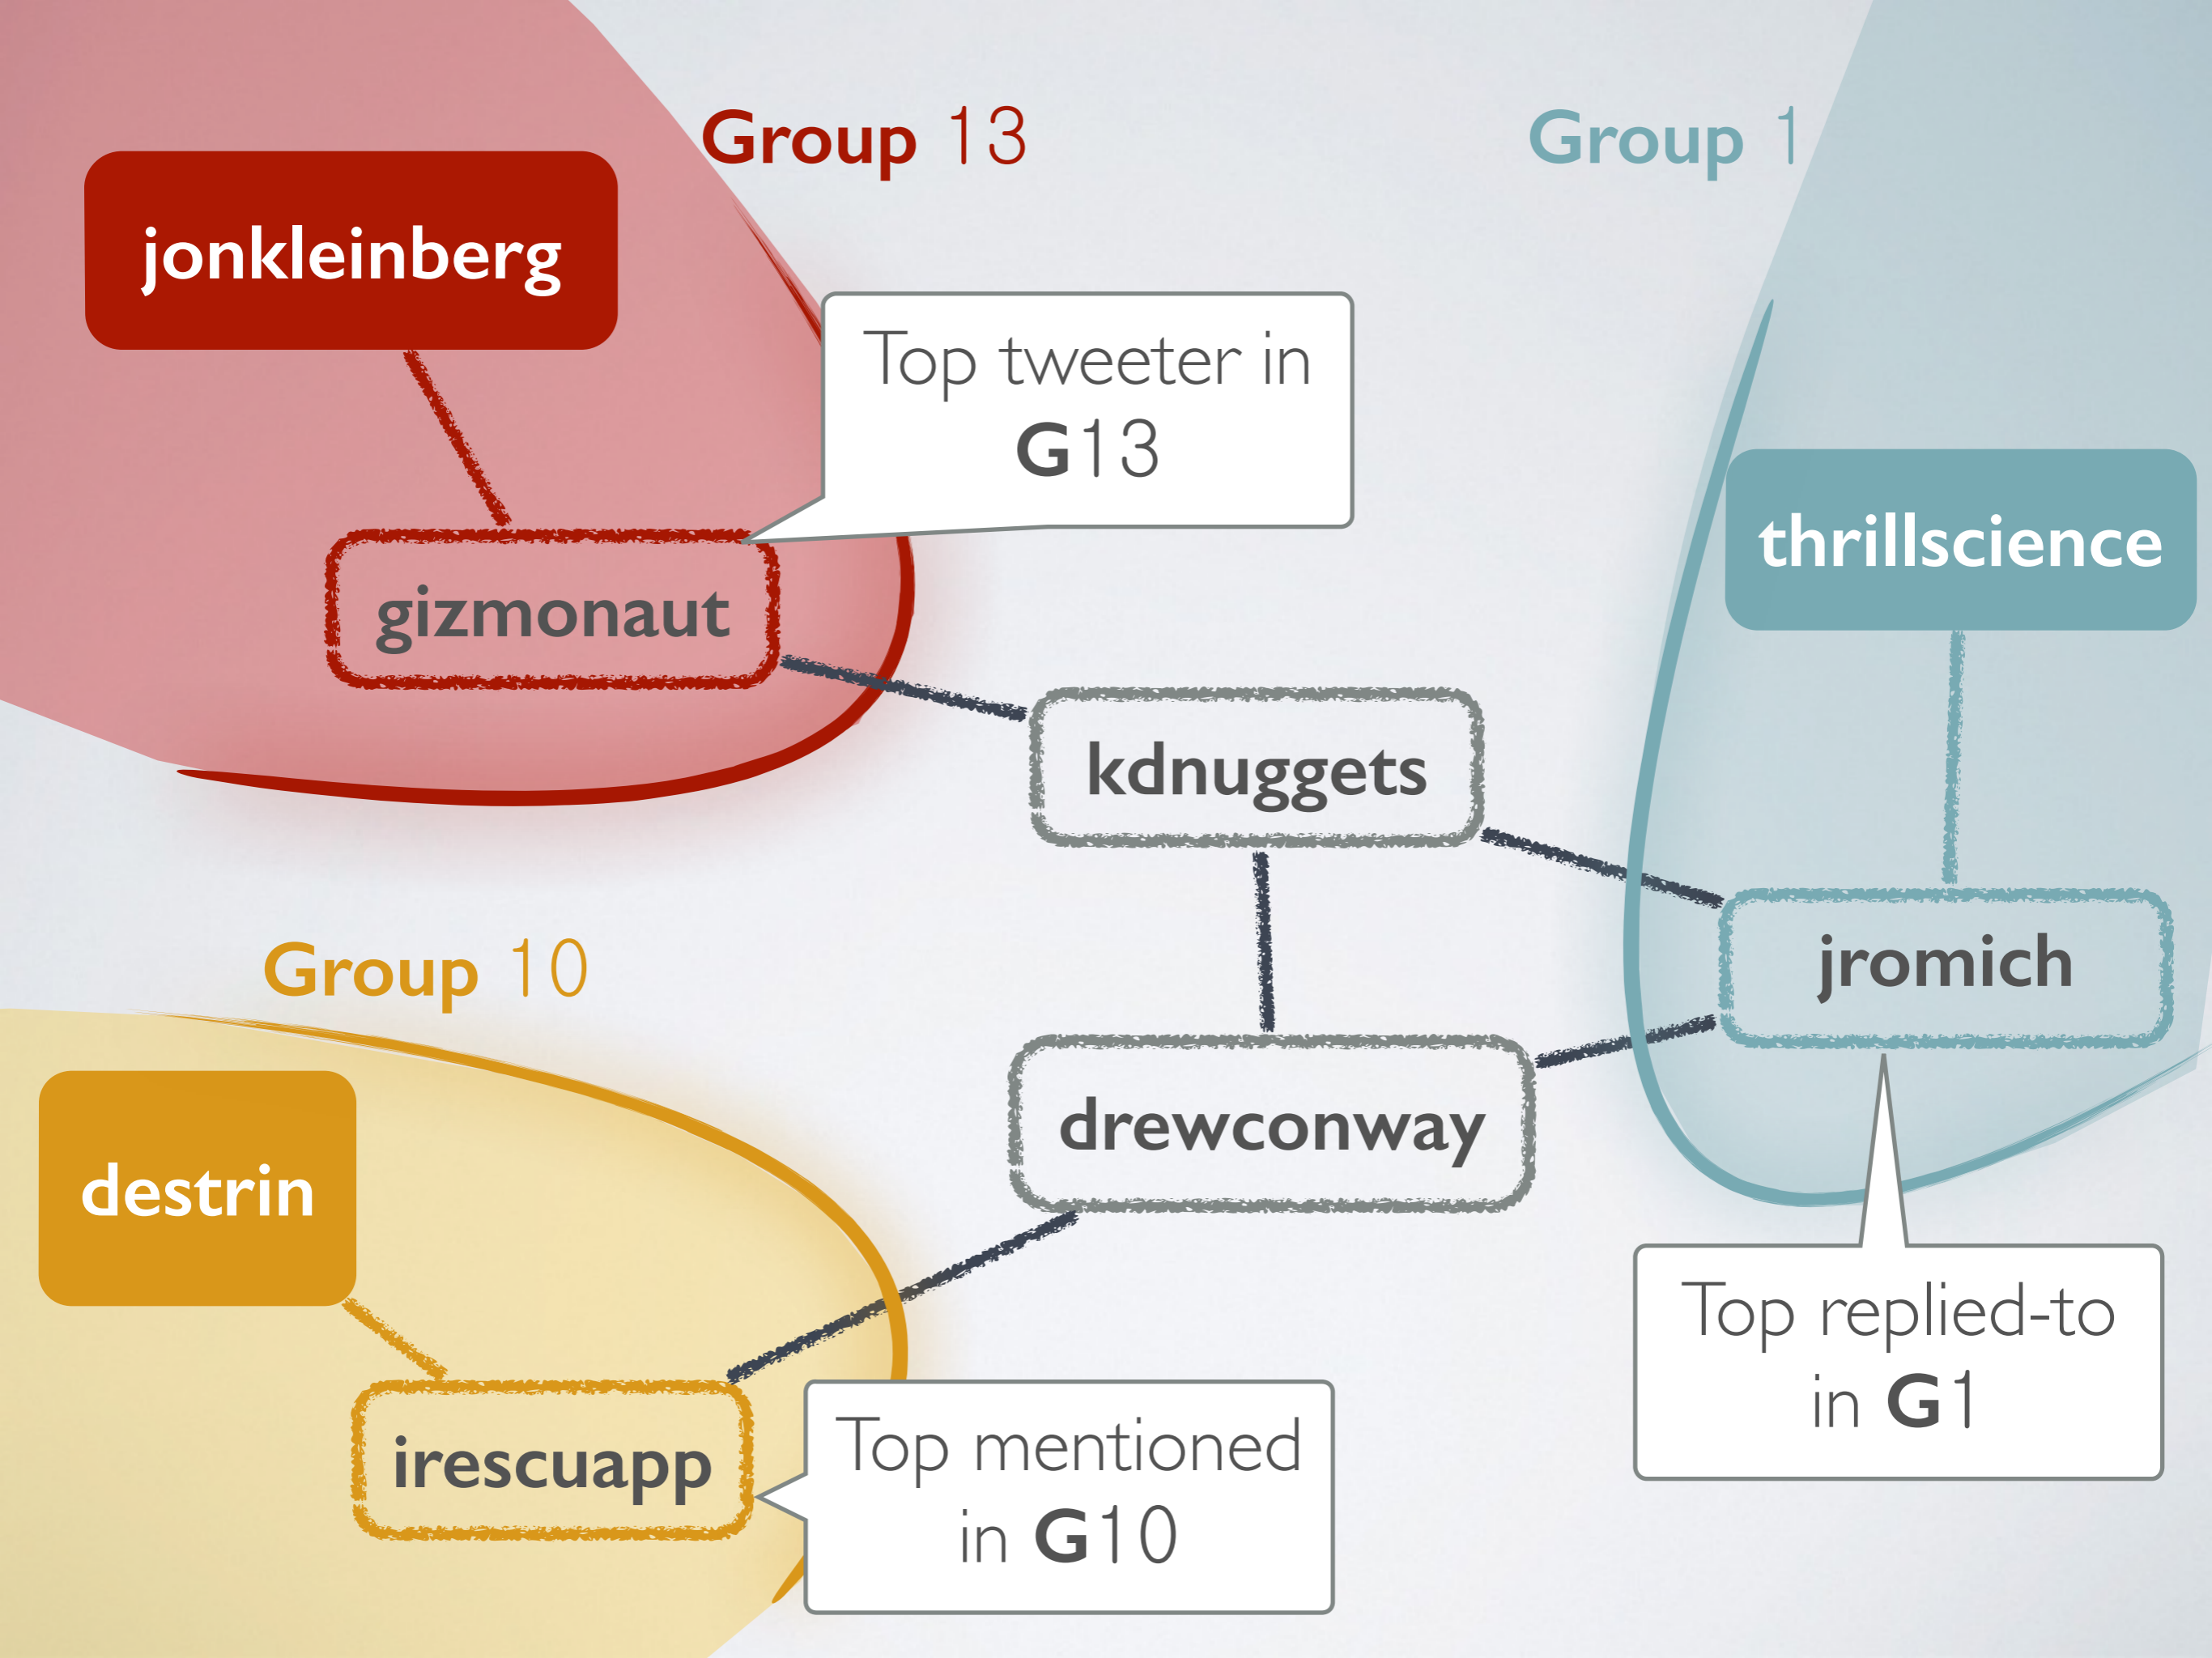 Group 13
Group 1
jonkleinberg
Top tweeter in
G13
thrillscience
gizmonaut
kdnuggets
jromich
Group 10
drewconway
destrin
Top replied-to
in G1
irescuapp
Top mentioned
in G10